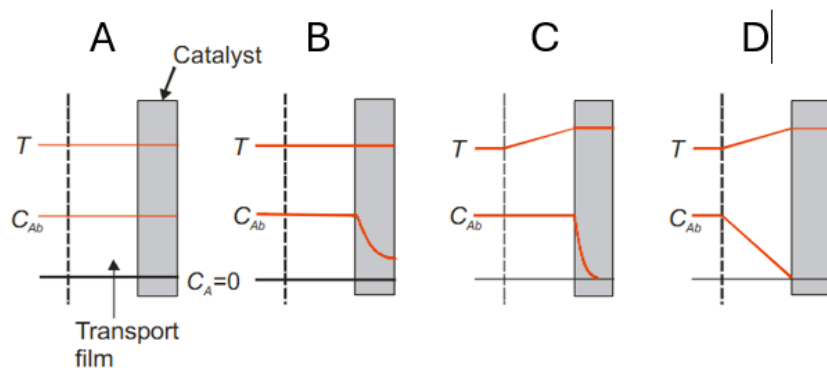 A
B
C
D
Catalyst
T
T
T
T
C_Ab
C_Ab
C_Ab
C_Ab
C_A=0
Transport
film